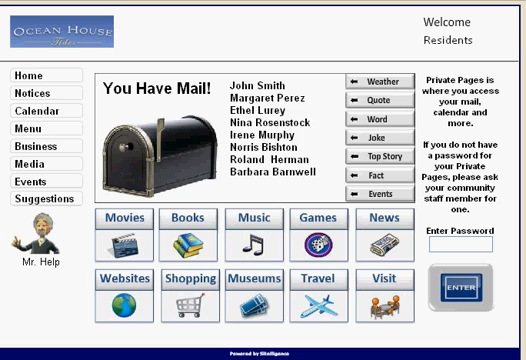 OCEAN HOUSE
Tides
Welcome
Residents
Home
Notices
Calendar
Menu
Business
Media
Events
Suggestions
Mr. Help
You Have Mail!
John Smith
Margaret Perez
Ethel Lurey
Nina Rosenstock
Irene Murphy
Norris Bishton
Roland Herman
Barbara Barnwell
Weather
Quote
Word
Joke
Top Story
Fact
Events
Movies
Books
Music
Games
News
Websites
Shopping
Museums
Travel
Visit
Private Pages is
where you access
your mail,
calendar and
more.
If you do not
have a
password for
your Private
Pages, please ask
your community
staff member for
one.
Enter Password
ENTER
Powered by Sitelligence